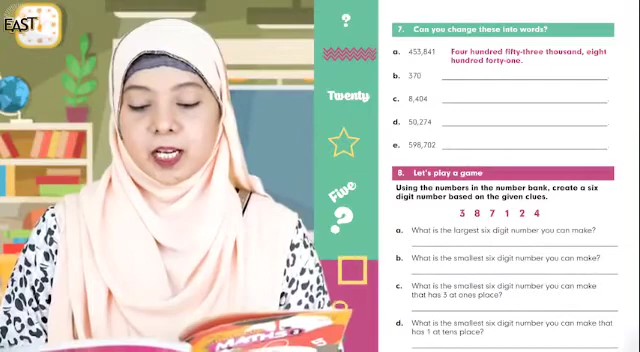 EAST
?
Twenty
Five
?
MATHS
7. Can you change these into words?
a. 453,841 Four hundred fifty-three thousand, eight
hundred forty-one.
b. 370
c. 8,404
d. 50,274
e. 598,702
8. Let's play a game
Using the numbers in the number bank, create a six
digit number based on the given clues.
3 8 7 1 2 4
a. What is the largest six digit number you can make?
b. What is the smallest six digit number you can make?
c. What is the smallest six digit number you can make
that has 3 at ones place?
d. What is the smallest six digit number you can make that
has 1 at tens place?